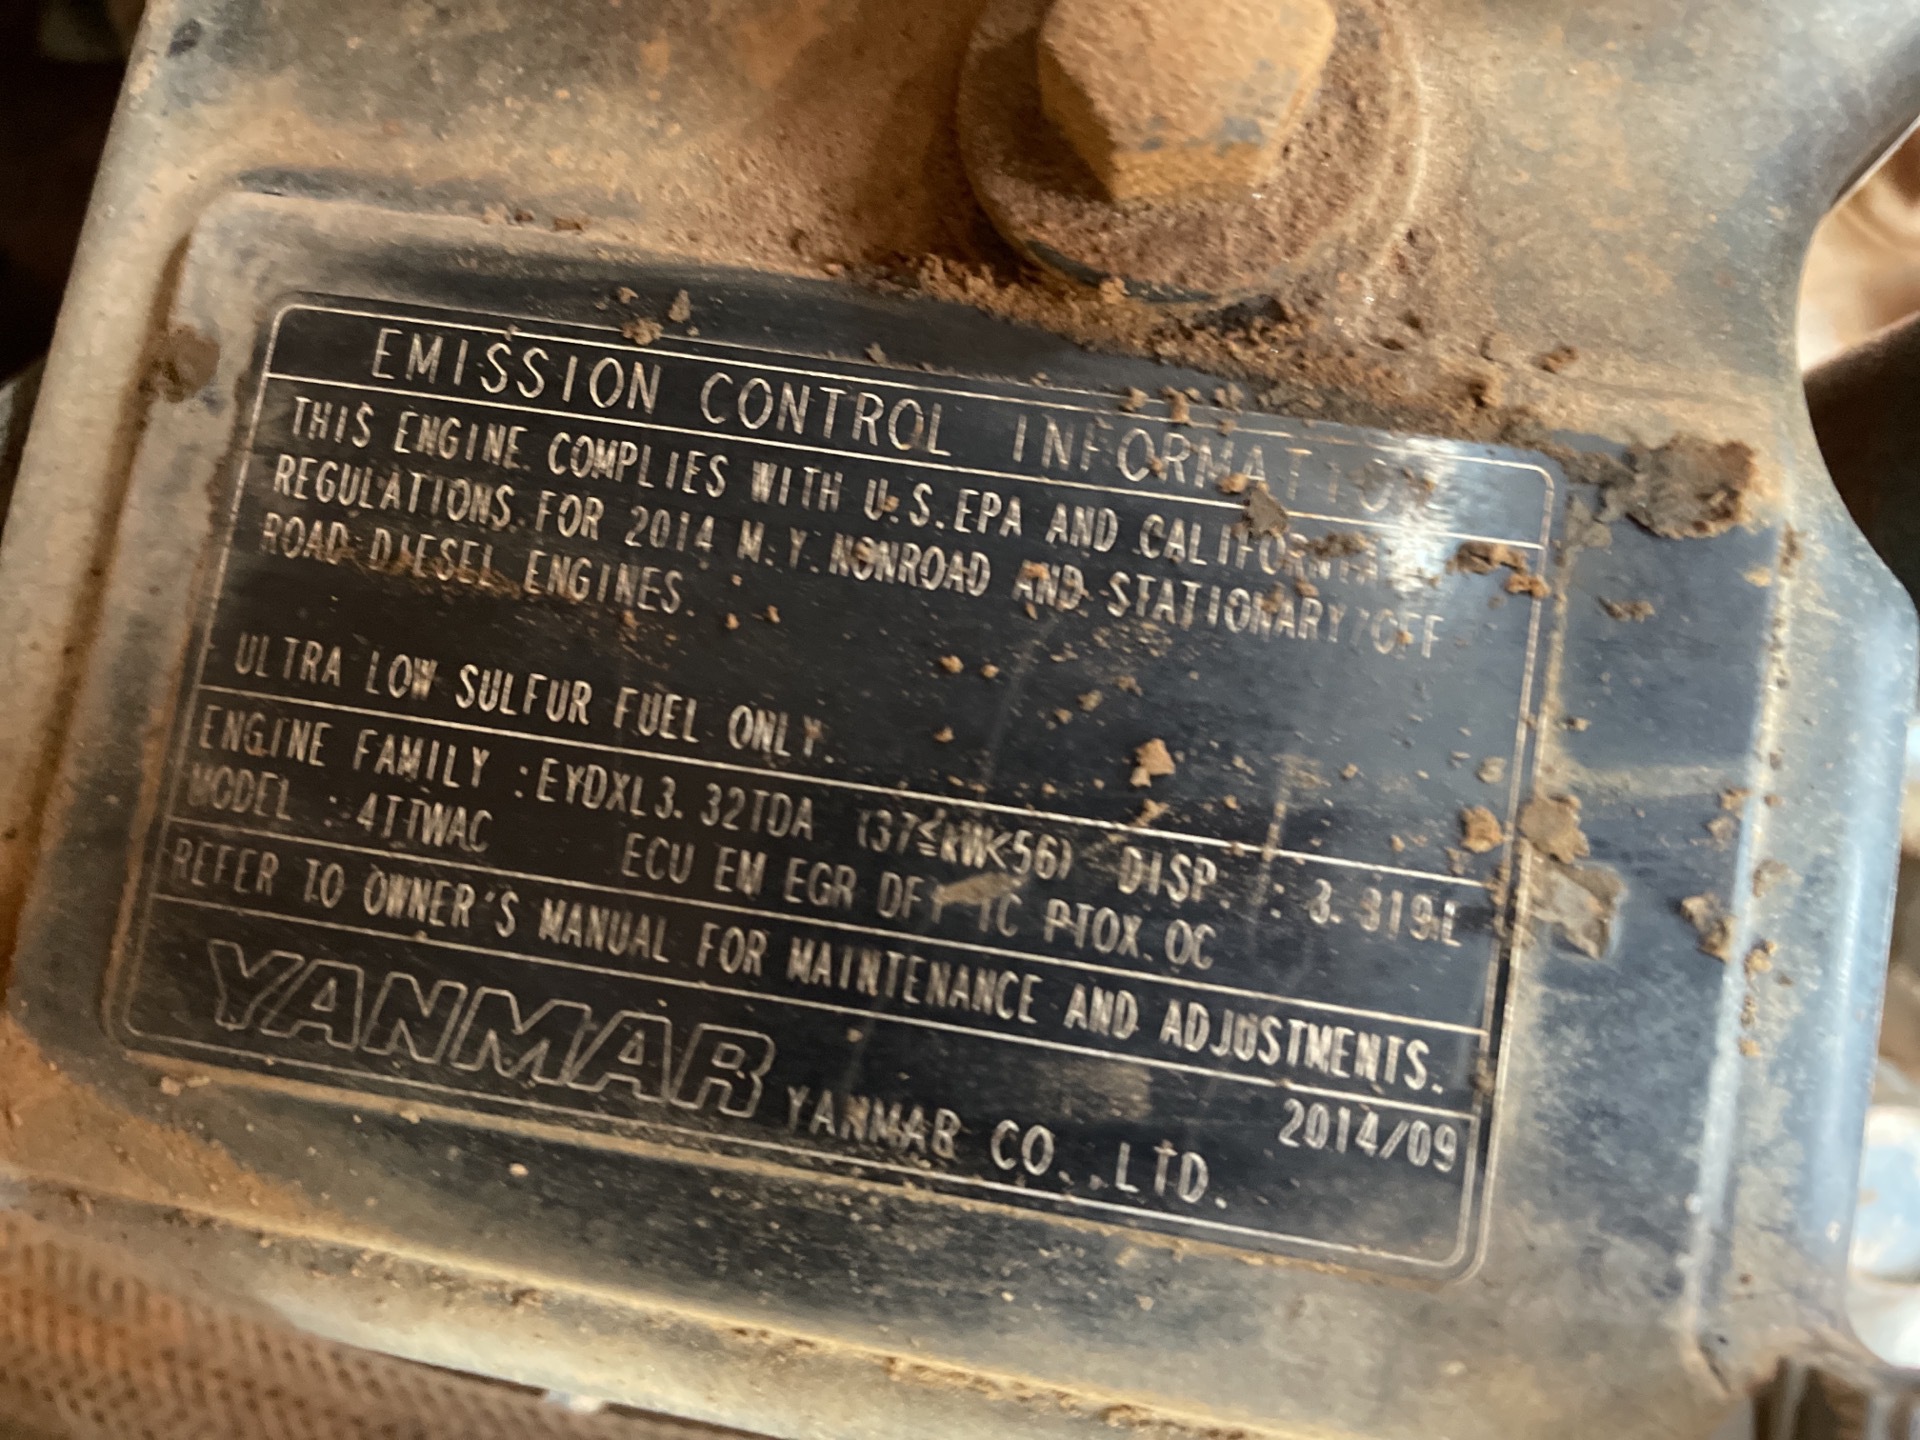 EMISSION CONTROL INFORMATION
THIS ENGINE COMPLIES WITH U.S.EPA AND CALIFORNIA
REGULATIONS FOR 2014 M.Y. NONROAD AND STATIONARY/OFF
ROAD DIESEL ENGINES.
ULTRA LOW SULFUR FUEL ONLY
ENGINE FAMILY :EYDXL3.32TDA (37≤kW<56) DISP. : 3.319L
MODEL : ECU EM EGR TC PTOX.OC
REFER TO OWNER'S MANUAL FOR MAINTENANCE AND ADJUSTMENTS.
YANMAR YANMAR CO.,LTD. 2014/09